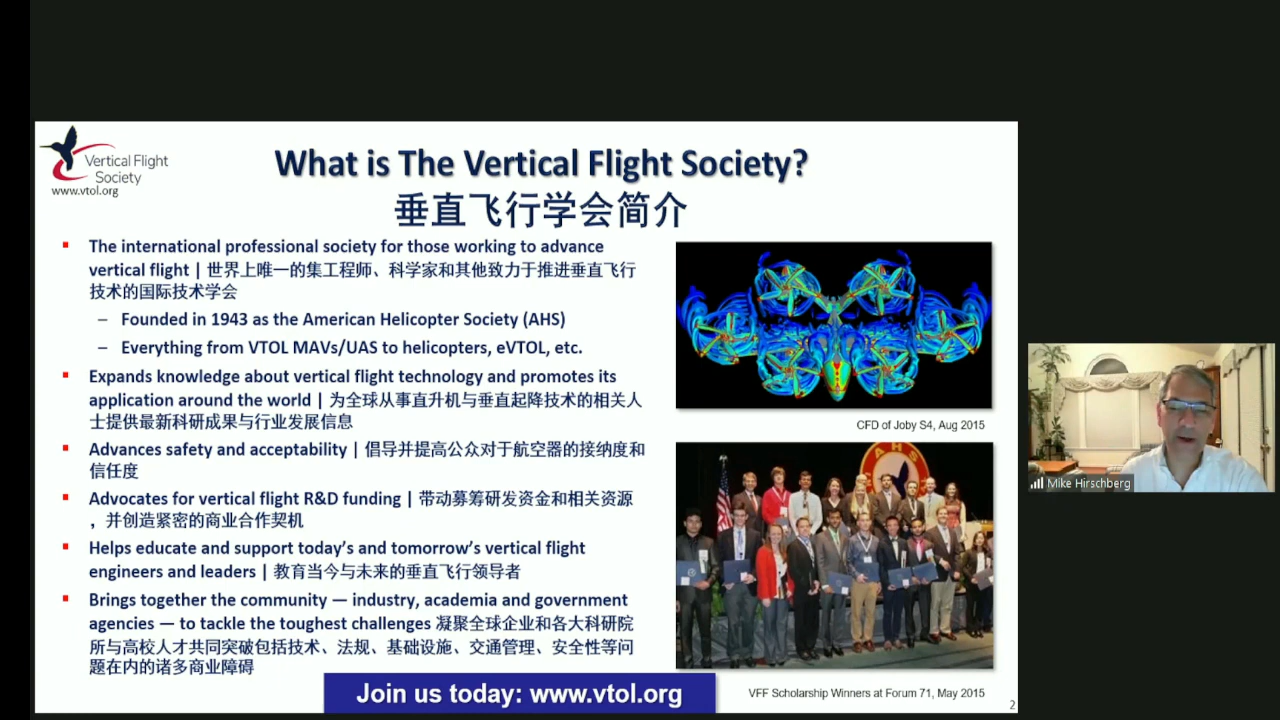 Vertical Flight
Society
www.vtol.org
What is The Vertical Flight Society?
垂直飞行学会简介
▪ The international professional society for those working to advance
vertical flight | 世界上唯一的集工程师、科学家和其他致力于推进垂直飞行
技术的国际技术学会
– Founded in 1943 as the American Helicopter Society (AHS)
– Everything from VTOL MAVs/UAS to helicopters, eVTOL, etc.
▪ Expands knowledge about vertical flight technology and promotes its
application around the world | 为全球从事直升机与垂直起降技术的相关人
士提供最新科研成果与行业发展信息
▪ Advances safety and acceptability | 倡导并提高公众对于航空器的接纳度和
信任度
▪ Advocates for vertical flight R&D funding | 带动募筹研发资金和相关资源
，并创造紧密的商业合作契机
▪ Helps educate and support today’s and tomorrow’s vertical flight
engineers and leaders | 教育当今与未来的垂直飞行领导者
▪ Brings together the community — industry, academia and government
agencies — to tackle the toughest challenges 凝聚全球企业和各大科研院
所与高校人才共同突破包括技术、法规、基础设施、交通管理、安全性等问
题在内的诸多商业障碍
CFD of Joby S4, Aug 2015
AHS
VFF Scholarship Winners at Forum 71, May 2015
Join us today: www.vtol.org
2
Mike Hirschberg